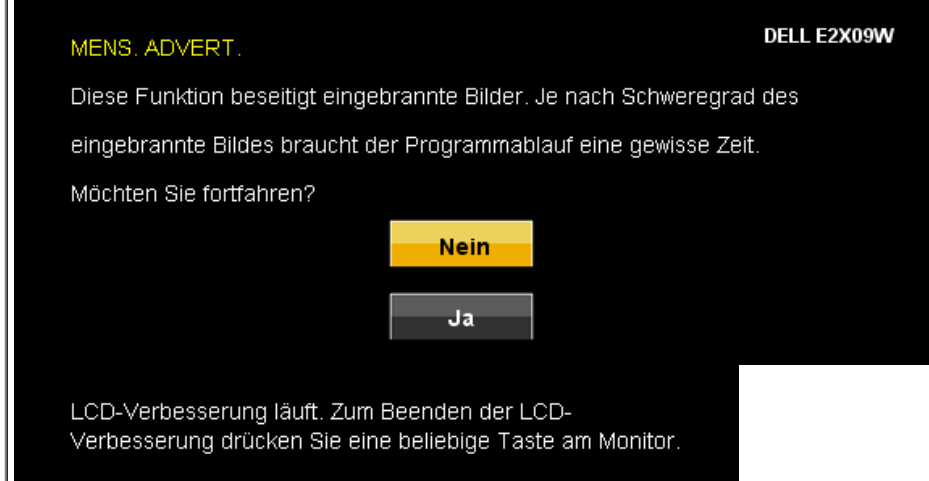 MENS. ADVERT.
DELL E2X09W
Diese Funktion beseitigt eingebrannte Bilder. Je nach Schweregrad des
eingebrannte Bildes braucht der Programmablauf eine gewisse Zeit.
Möchten Sie fortfahren?
Nein
Ja
LCD-Verbesserung läuft. Zum Beenden der LCD-
Verbesserung drücken Sie eine beliebige Taste am Monitor.